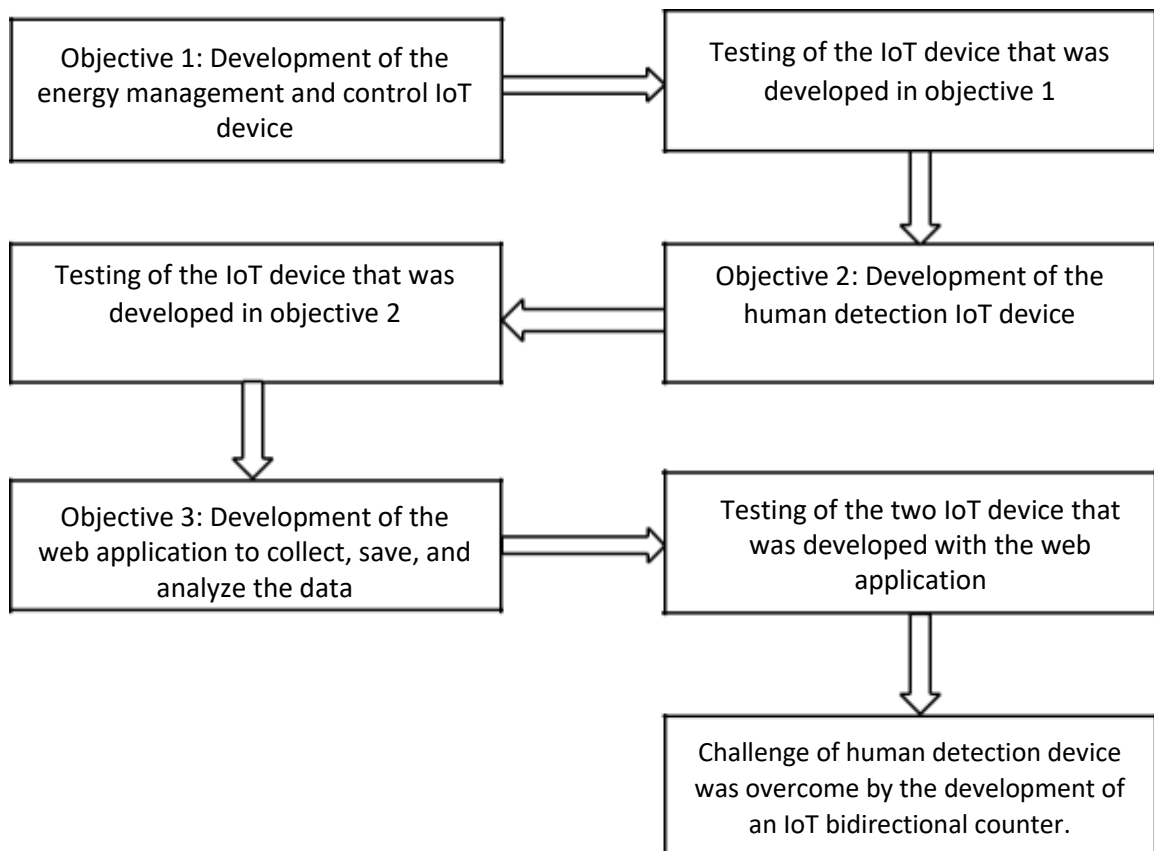 Objective 1: Development of the
energy management and control IoT
device
Testing of the IoT device that was
developed in objective 1
Objective 2: Development of the
human detection IoT device
Testing of the IoT device that was
developed in objective 2
Objective 3: Development of the
web application to collect, save, and
analyze the data
Testing of the two IoT device that
was developed with the web
application
Challenge of human detection device
was overcome by the development of
an IoT bidirectional counter.